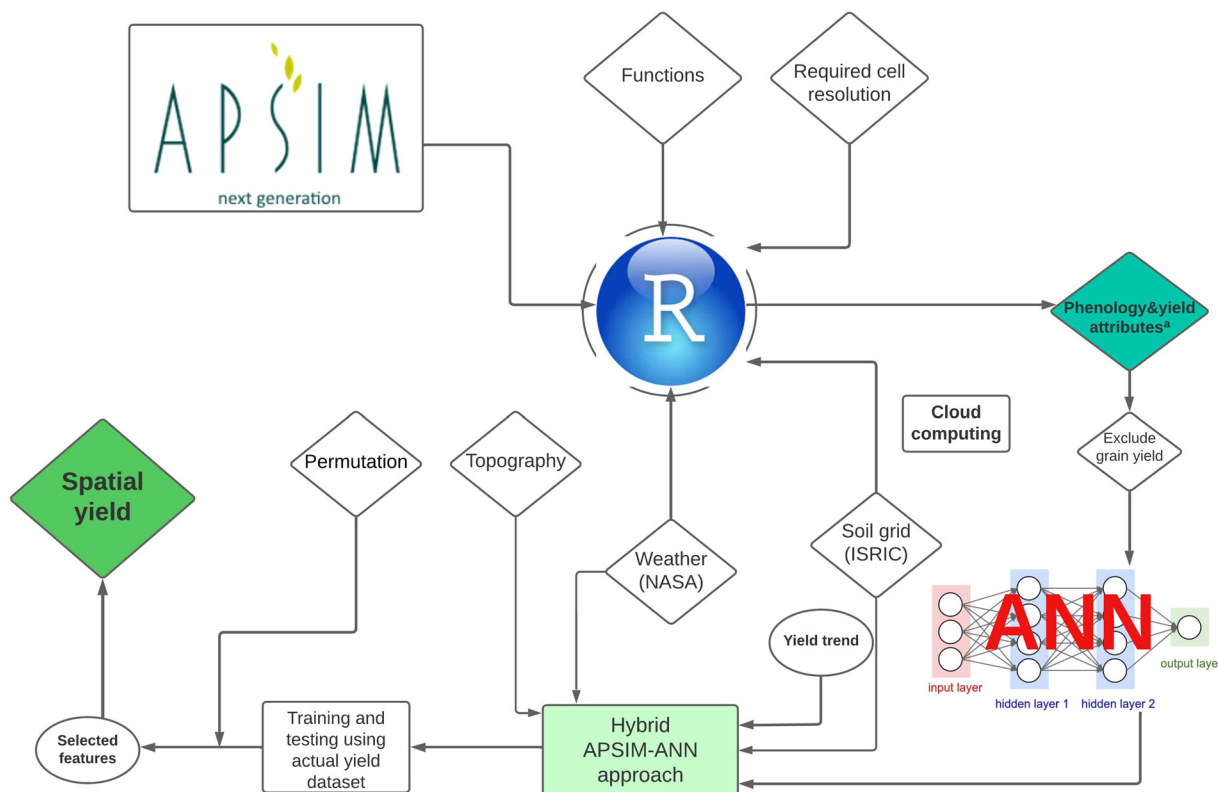 APSIM
next generation
Functions
Required cell
resolution
R
Phenology&yield
attributesª
Cloud
computing
Exclude
grain yield
Spatial
yield
Permutation
Topography
Weather
(NASA)
Soil grid
(ISRIC)
Yield trend
ANN
input layer
hidden layer 1
hidden layer 2
output laye
Hybrid
APSIM-ANN
approach
Training and
testing using
actual yield
dataset
Selected
features